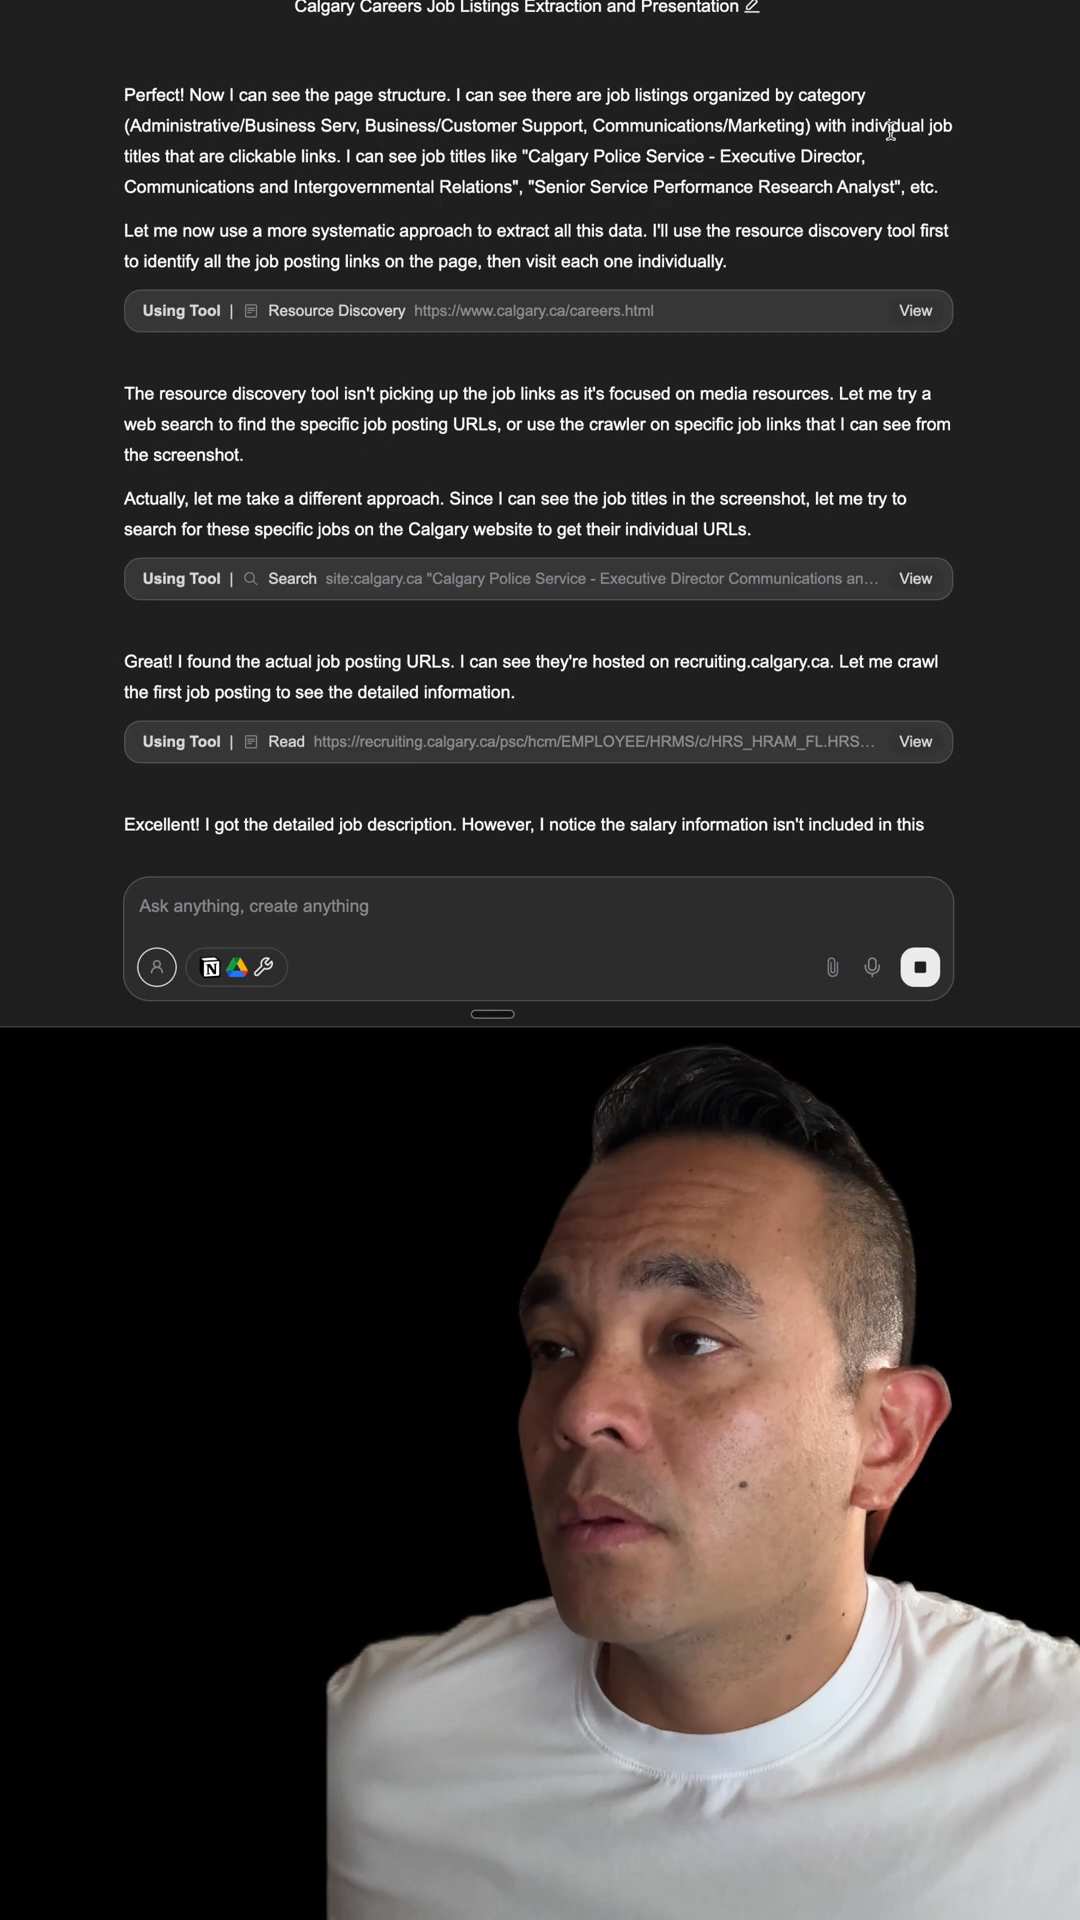 Calgary Careers Job Listings Extraction and Presentation
Perfect! Now I can see the page structure. I can see there are job listings organized by category
(Administrative/Business Serv, Business/Customer Support, Communications/Marketing) with individual job
titles that are clickable links. I can see job titles like "Calgary Police Service - Executive Director,
Communications and Intergovernmental Relations", "Senior Service Performance Research Analyst", etc.
Let me now use a more systematic approach to extract all this data. I'll use the resource discovery tool first
to identify all the job posting links on the page, then visit each one individually.
Using Tool | Resource Discovery https://www.calgary.ca/careers.html View
The resource discovery tool isn't picking up the job links as it's focused on media resources. Let me try a
web search to find the specific job posting URLs, or use the crawler on specific job links that I can see from
the screenshot.
Actually, let me take a different approach. Since I can see the job titles in the screenshot, let me try to
search for these specific jobs on the Calgary website to get their individual URLs.
Using Tool | Search site:calgary.ca "Calgary Police Service - Executive Director Communications an... View
Great! I found the actual job posting URLs. I can see they're hosted on recruiting.calgary.ca. Let me crawl
the first job posting to see the detailed information.
Using Tool | Read https://recruiting.calgary.ca/psc/hcm/EMPLOYEE/HRMS/c/HRS_HRAM_FL.HRS... View
Excellent! I got the detailed job description. However, I notice the salary information isn't included in this
Ask anything, create anything